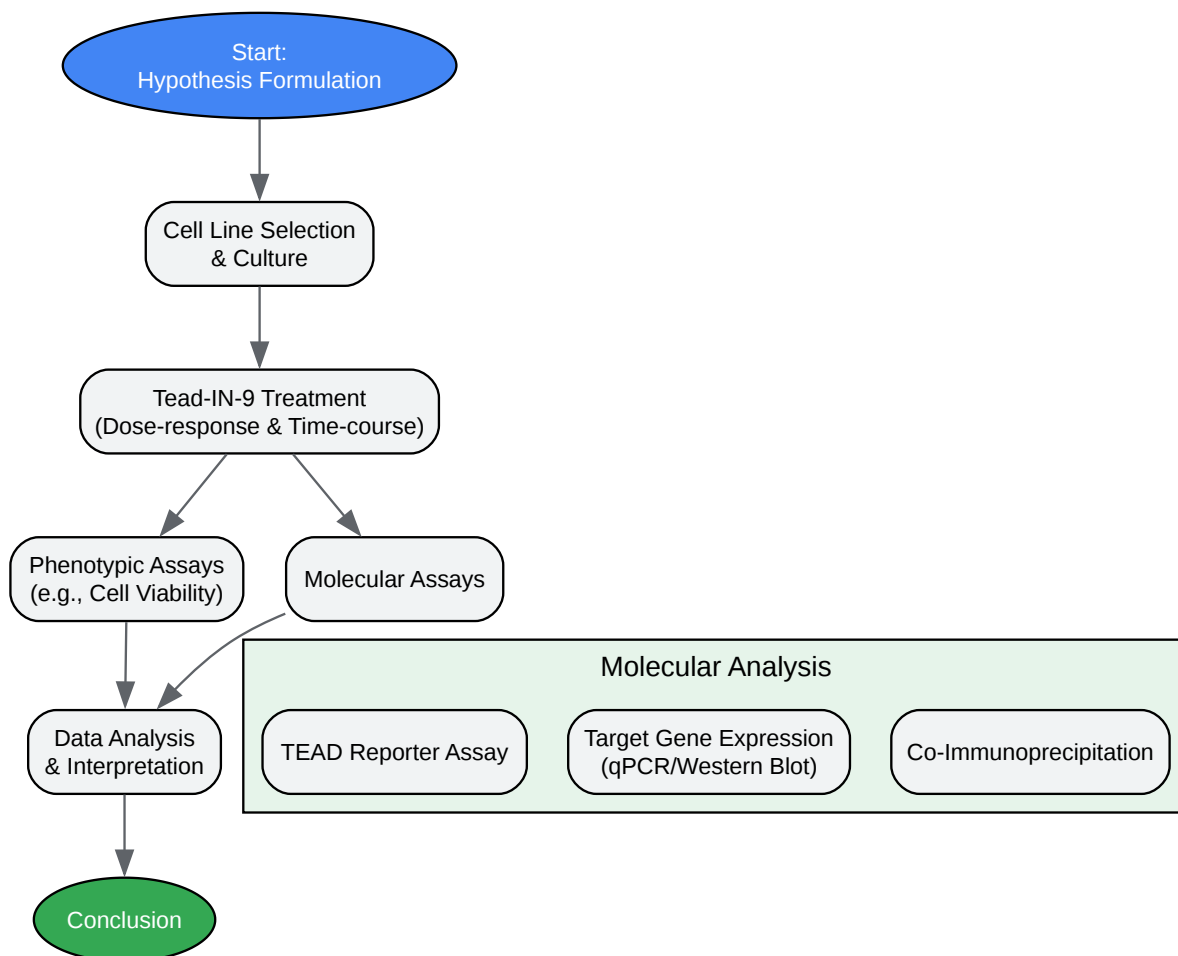 Start:
Hypothesis Formulation
Cell Line Selection
& Culture
Tead-IN-9 Treatment
(Dose-response & Time-course)
Phenotypic Assays
(e.g., Cell Viability)
Molecular Assays
Molecular Analysis
Data Analysis
& Interpretation
TEAD Reporter Assay
Target Gene Expression
(qPCR/Western Blot)
Co-Immunoprecipitation
Conclusion